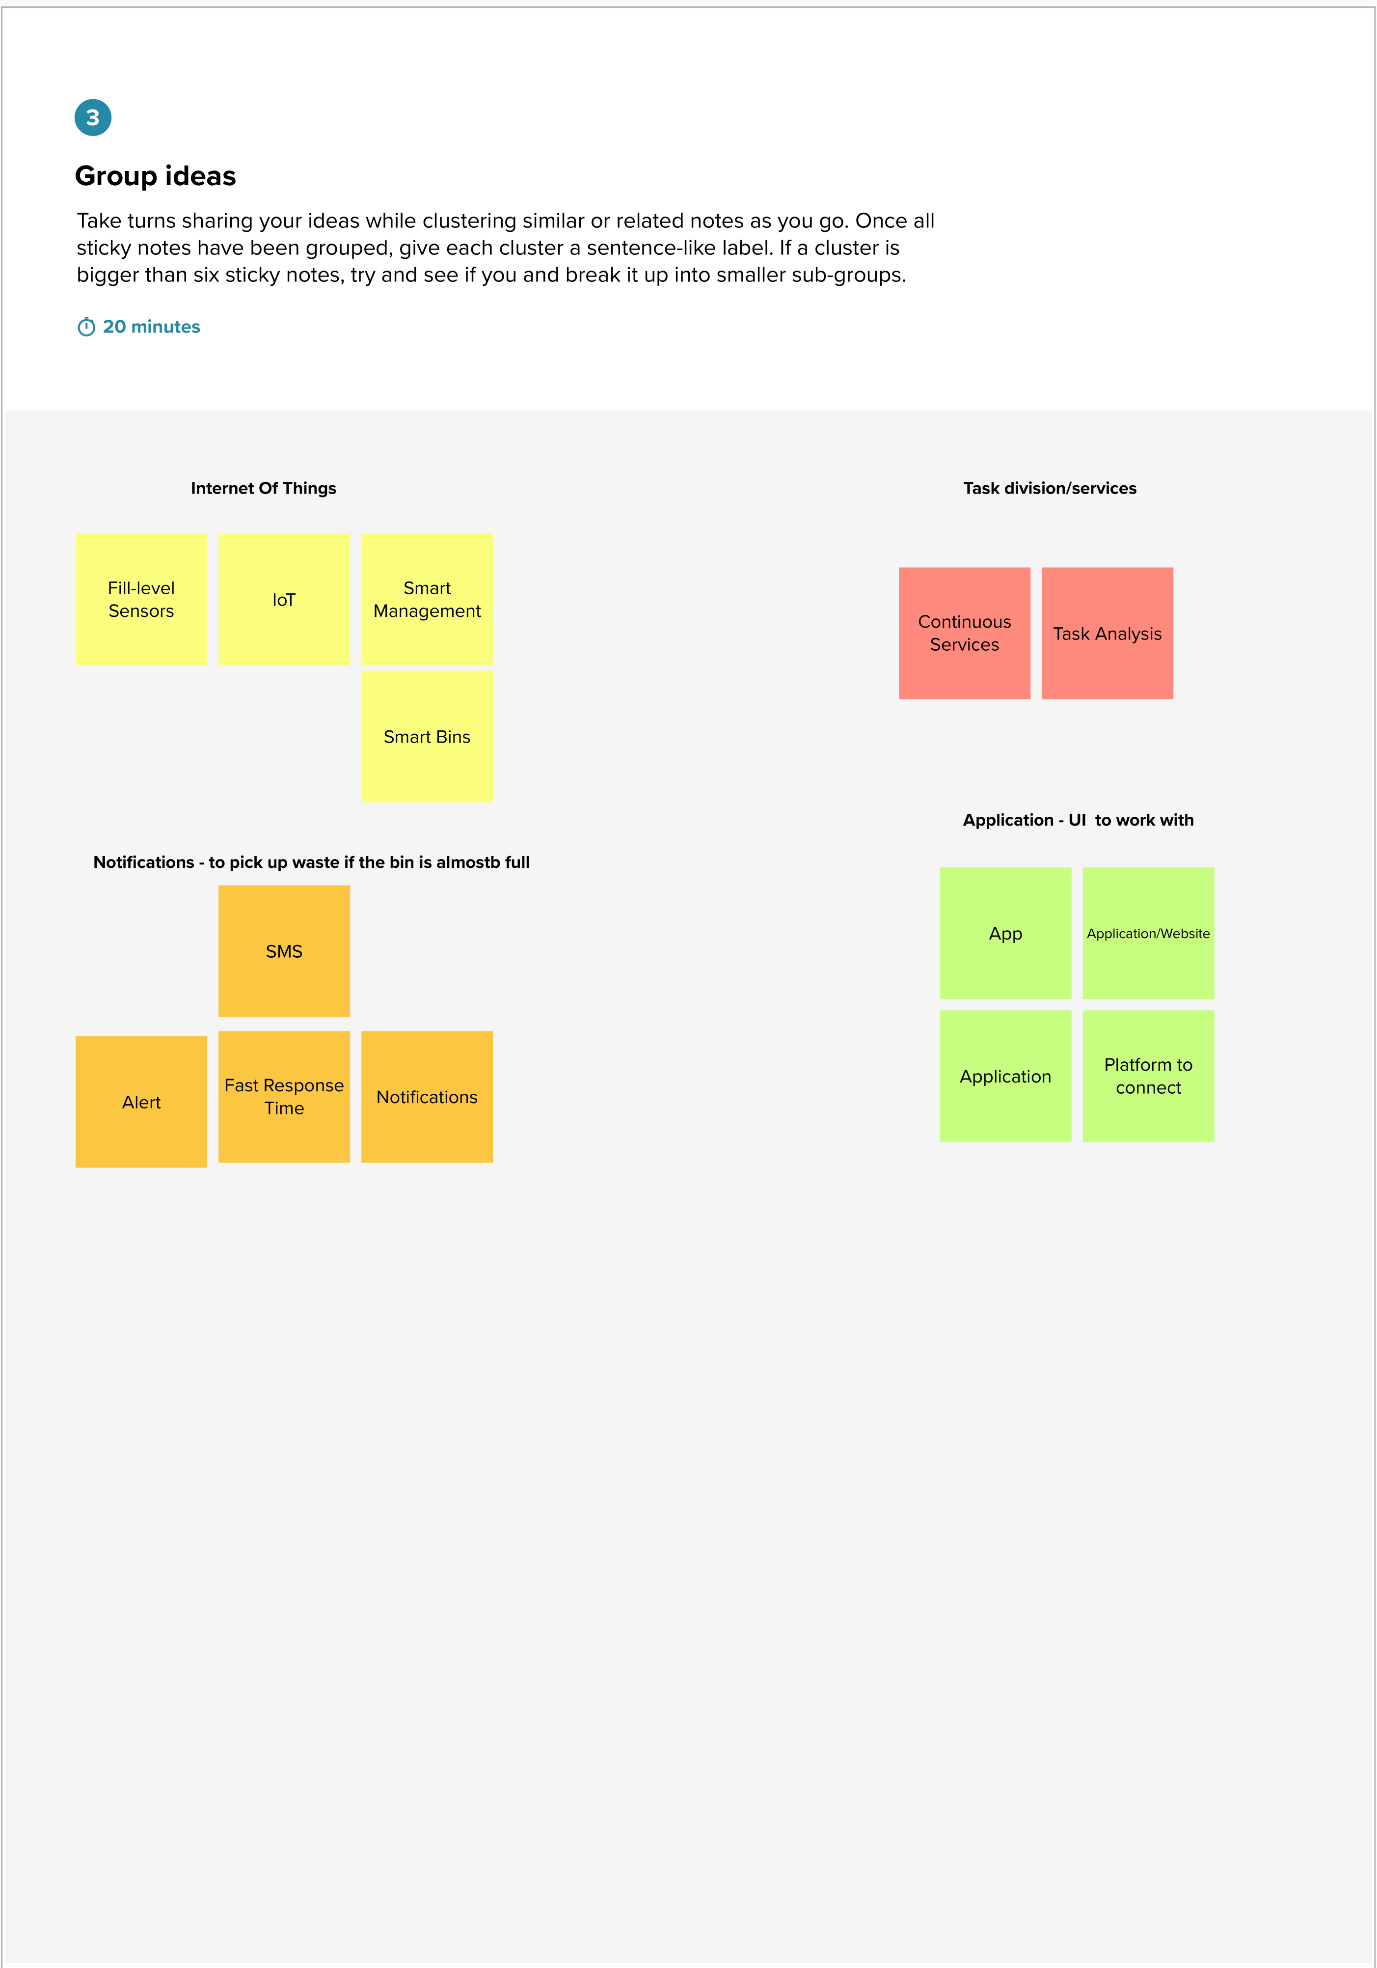 3
Group ideas
Take turns sharing your ideas while clustering similar or related notes as you go. Once all
sticky notes have been grouped, give each cluster a sentence-like label. If a cluster is
bigger than six sticky notes, try and see if you and break it up into smaller sub-groups.
20 minutes
Internet Of Things
Fill-level
Sensors
IoT
Smart
Management
Smart Bins
Task division/services
Continuous
Services
Task Analysis
Notifications - to pick up waste if the bin is almostb full
SMS
Alert
Fast Response
Time
Notifications
Application - UI  to work with
App
Application/Website
Application
Platform to
connect